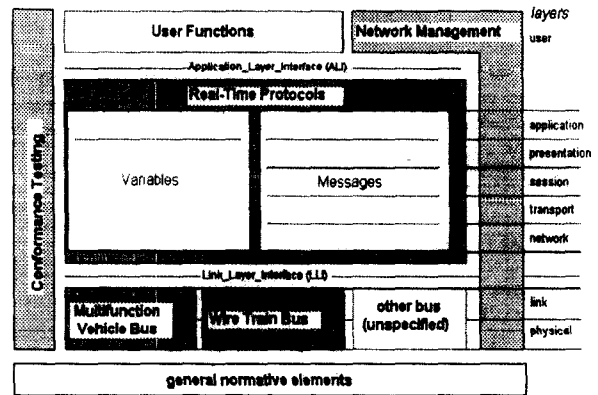 layers
User Functions
Network Management
user
Application_Layer_Interface (ALI)
Real-Time Protocols
Conformance Testing
application
presentation
Variables
Messages
session
transport
network
Link_Layer_Interface (LLI)
Multifunction
Vehicle Bus
Wire Train Bus
other bus
(unspecified)
link
physical
general normative elements